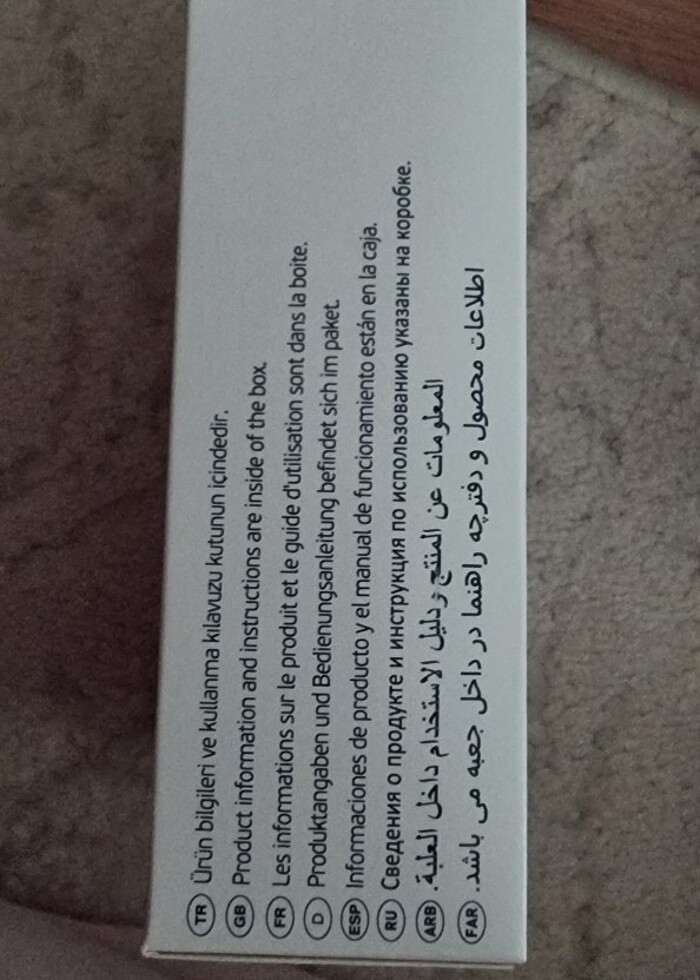 TR Ürün bilgileri ve kullanma kılavuzu kutunun içindedir.
GB Product information and instructions are inside of the box.
FR Les informations sur le produit et le guide d'utilisation sont dans la boite.
D Produktangaben und Bedienungsanleitung befindet sich im paket.
ESP Informaciones de producto y el manual de funcionamiento están en la caja.
RU Сведения о продукте и инструкция по использованию указаны на коробке.
ARB المعلومات عن المنتج ودليل الاستخدام داخل العلبة.
FAR اطلاعات محصول و دفترچه راهنما در داخل جعبه می باشد.